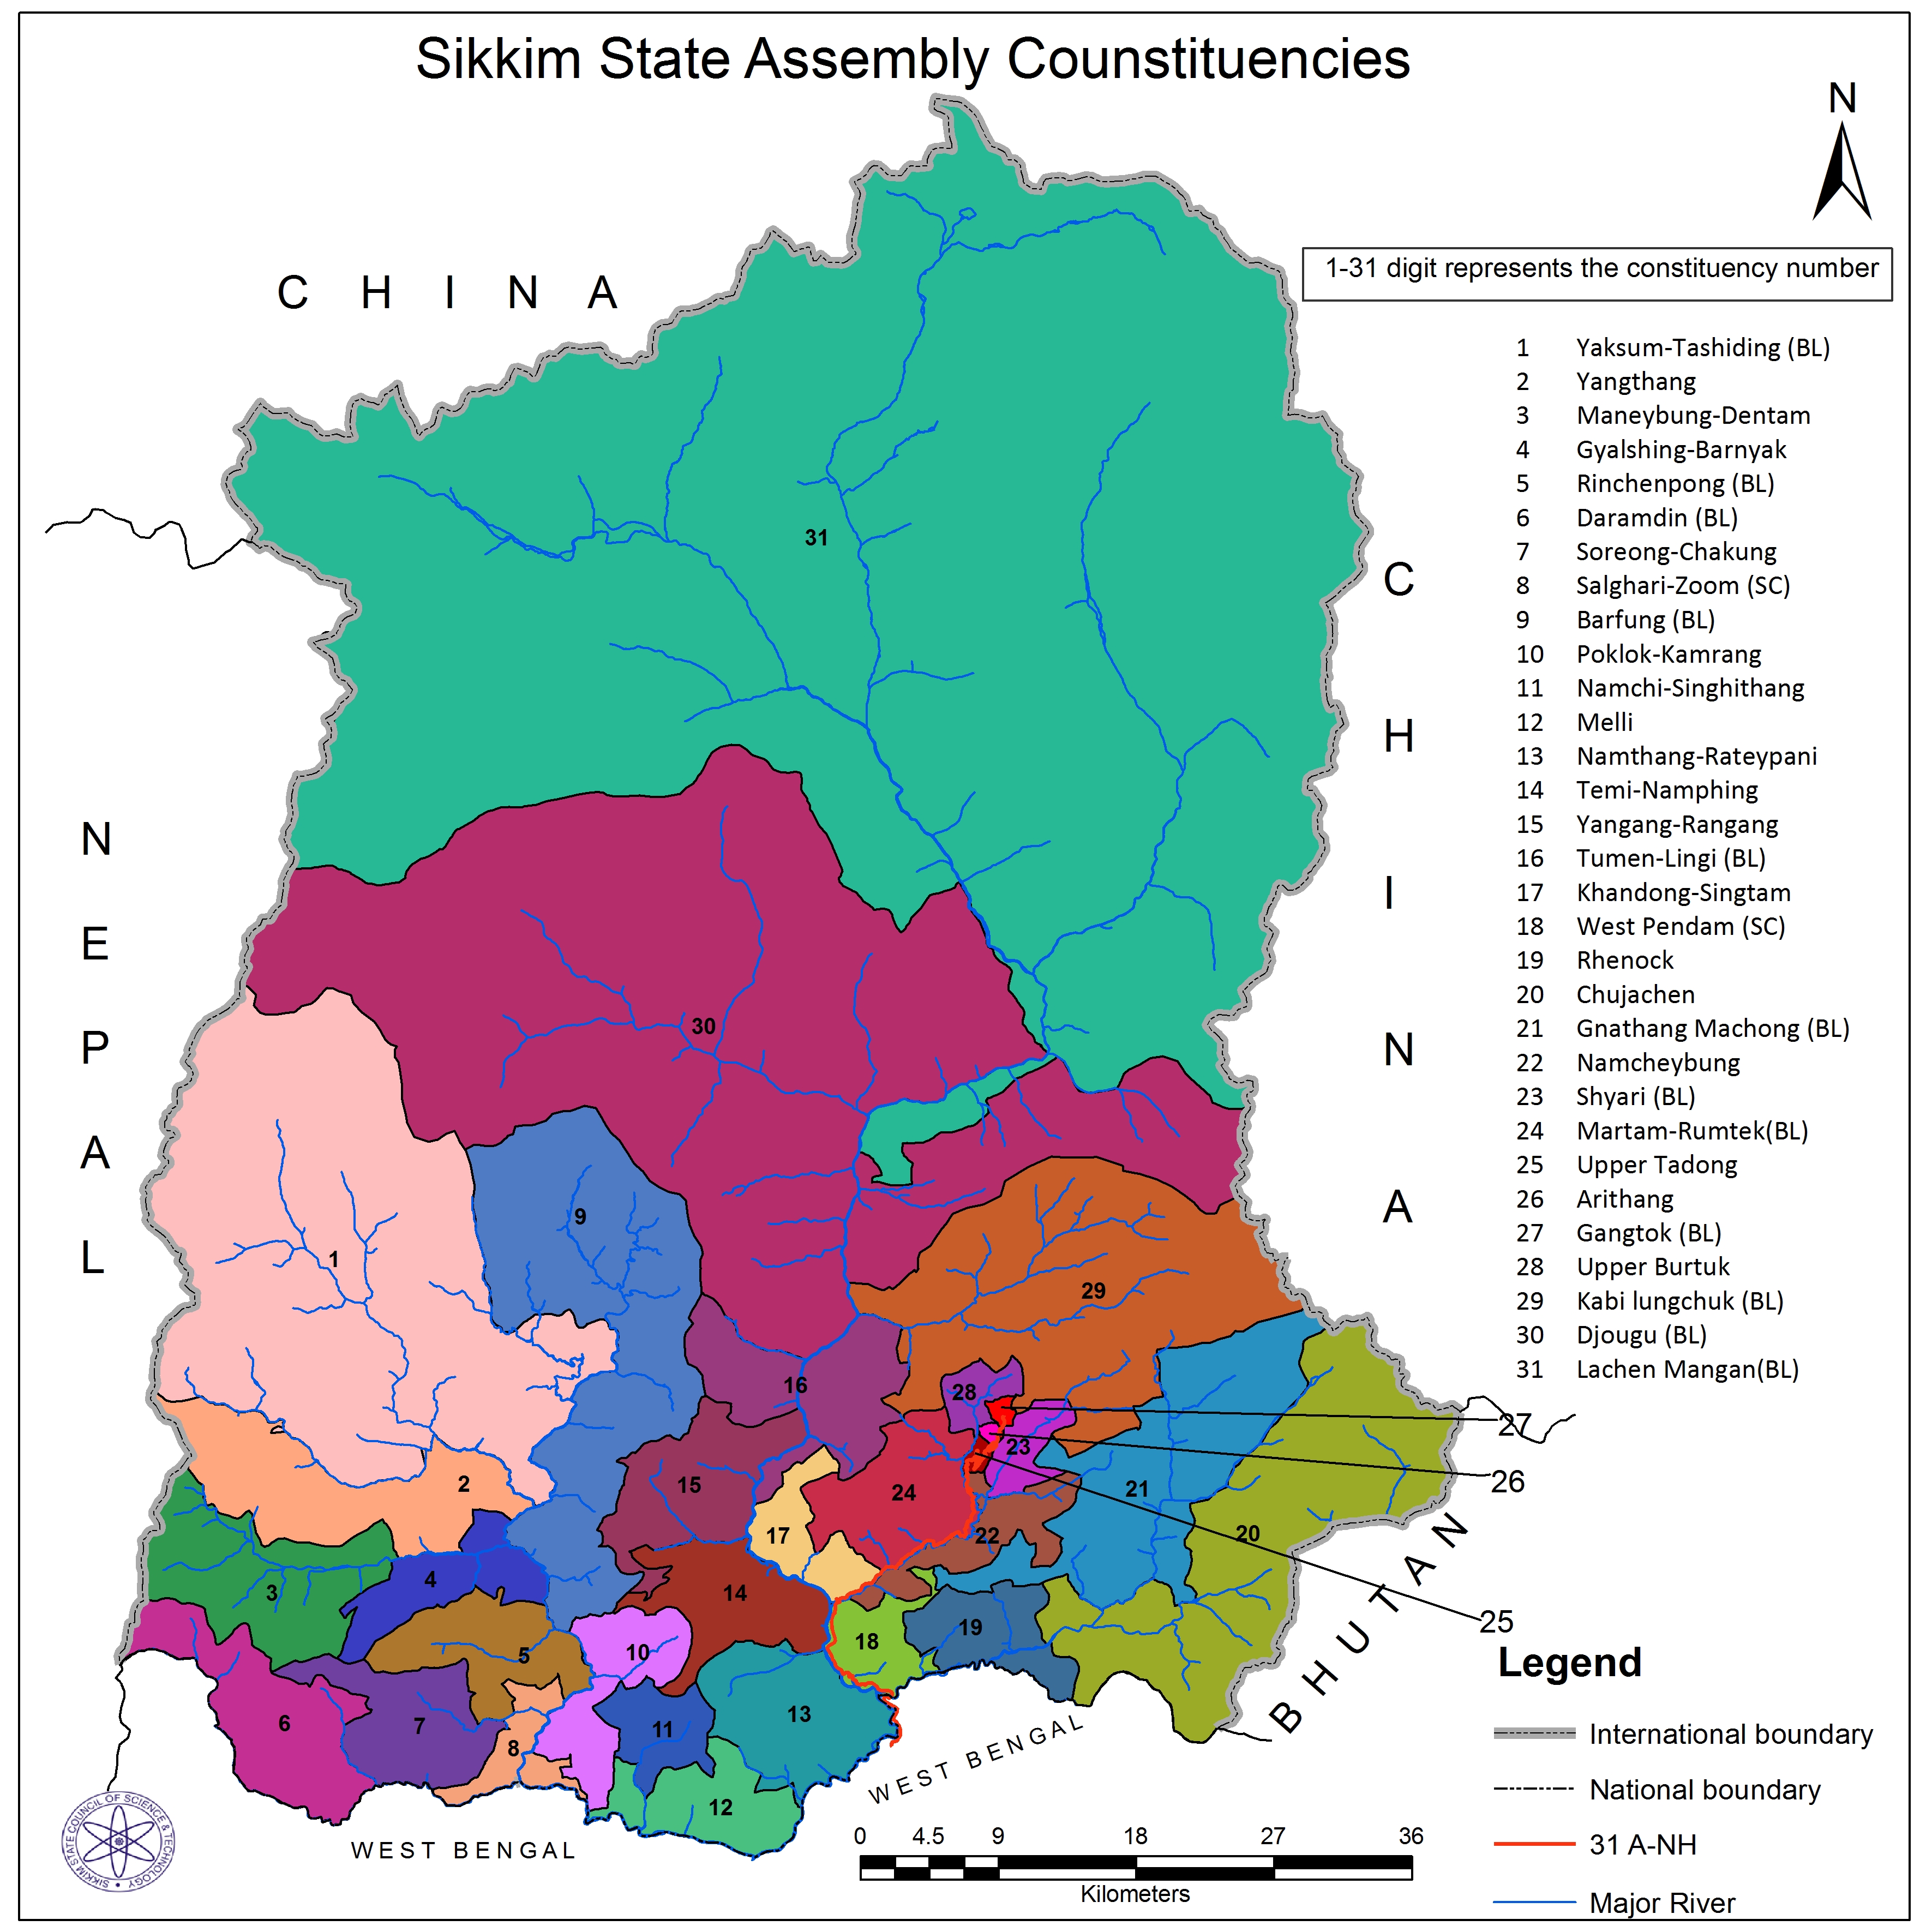 Sikkim State Assembly Counstituencies
N
1-31 digit represents the constituency number
C H I N A
1 Yaksum-Tashiding (BL)
2 Yangthang
3 Maneybung-Dentam
4 Gyalshing-Barnyak
5 Rinchenpong (BL)
6 Daramdin (BL)
7 Soreong-Chakung
8 Salghari-Zoom (SC)
9 Barfung (BL)
10 Poklok-Kamrang
11 Namchi-Singhithang
12 Melli
13 Namthang-Rateypani
14 Temi-Namphing
15 Yangang-Rangang
16 Tumen-Lingi (BL)
17 Khandong-Singtam
18 West Pendam (SC)
19 Rhenock
20 Chujachen
21 Gnathang Machong (BL)
22 Namcheybung
23 Shyari (BL)
24 Martam-Rumtek(BL)
25 Upper Tadong
26 Arithang
27 Gangtok (BL)
28 Upper Burtuk
29 Kabi lungchuk (BL)
30 Djougu (BL)
31 Lachen Mangan(BL)
C H I N A
N E P A L
31
30
9
1
29
16
28
27
23
2
15
24
21
26
17
22
20
4
3
14
25
18
19
10
5
6
7
11
13
8
12
BHUTAN
WEST BENGAL
WEST BENGAL
Legend
International boundary
National boundary
31 A-NH
Major River
0 4.5 9 18 27 36
Kilometers
SIKKIM STATE COUNCIL OF SCIENCE & TECHNOLOGY